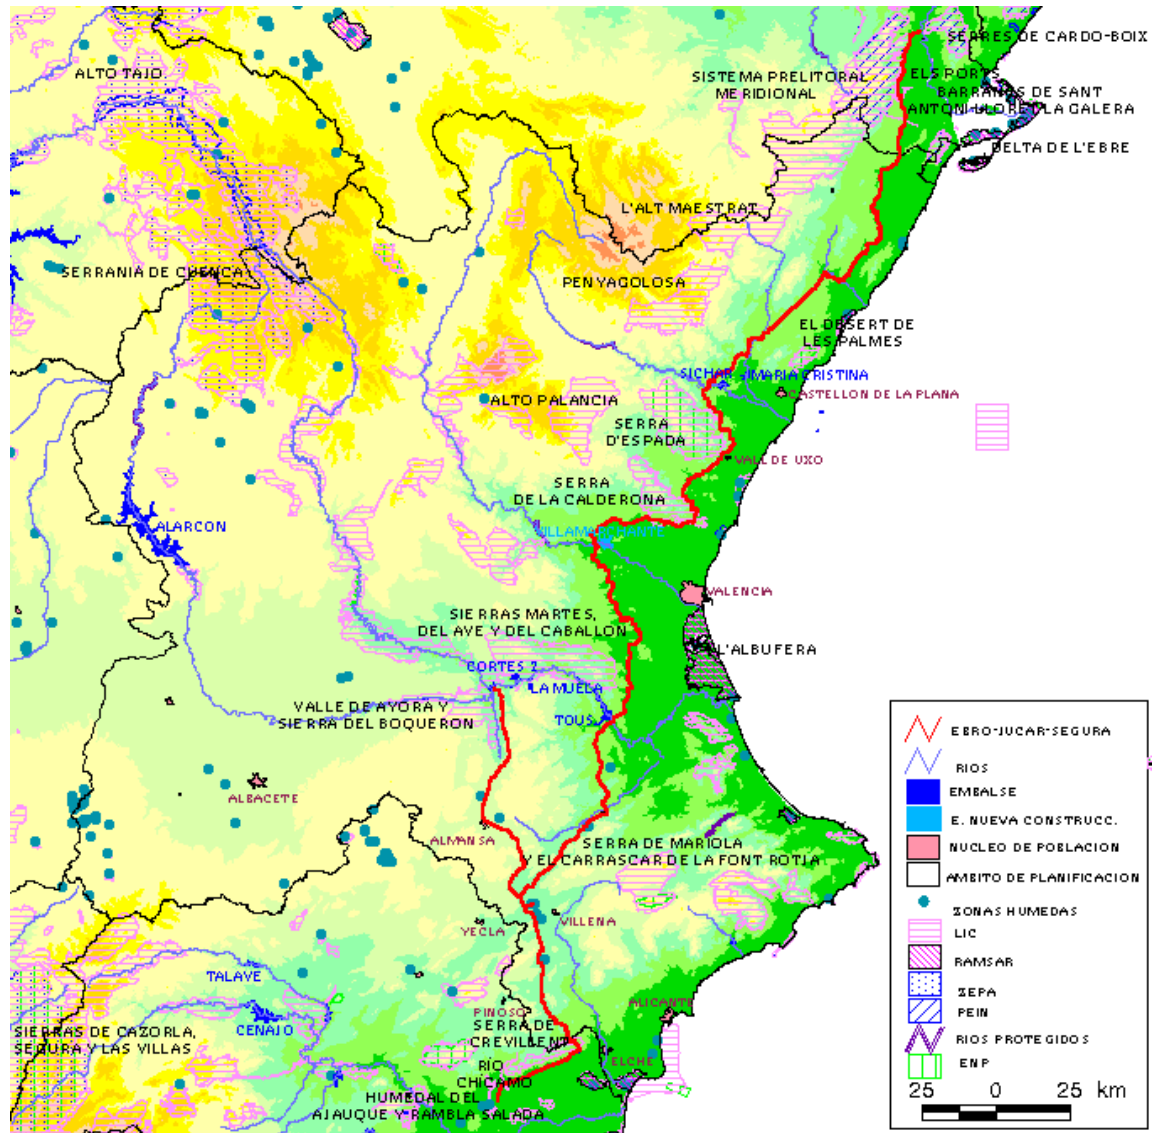 SERRES DE CARDO-BOIX
ALTO TAJO
SISTEMA PRELITORAL
MERIDIONAL
ELS PORTS
BARRANCS DE SANT
ANTONI-LLORET-LA GALERA
DELTA DE L'EBRE
L'ALT MAESTRAT
SERRANIA DE CUENCA
PENYAGOLOSA
EL DESERT DE
LES PALMES
SICHAR
MARIA CRISTINA
CASTELLON DE LA PLANA
ALTO PALANCIA
SERRA
D'ESPADA
VALL DE UXO
SERRA
DE LA CALDERONA
ALARCON
VILLAMARCHANTE
VALENCIA
SIERRAS MARTES,
DEL AVE Y DEL CABALLON
L'ALBUFERA
CORTES 2
LA MUELA
VALLE DE AYORA Y
SIERRA DEL BOQUERON
TOUS
ALBACETE
ALMANSA
SERRA DE MARIOLA
Y EL CARRASCAR DE LA FONT ROTJA
VILLENA
YECLA
TALAVE
PINOSO
ALICANTE
CENAJO
SERRA DE
CREVILLENT
SIERRAS DE CAZORLA,
SEGURA Y LAS VILLAS
ELCHE
RÍO
CHÍCAMO
HUMEDAL DEL
AJAUQUE Y RAMBLA SALADA
EBRO-JUCAR-SEGURA
RIOS
EMBALSE
E. NUEVA CONSTRUCC.
NUCLEO DE POBLACION
AMBITO DE PLANIFICACION
ZONAS HUMEDAS
LIC
RAMSAR
ZEPA
PEIN
RIOS PROTEGIDOS
ENP
25 0 25 km